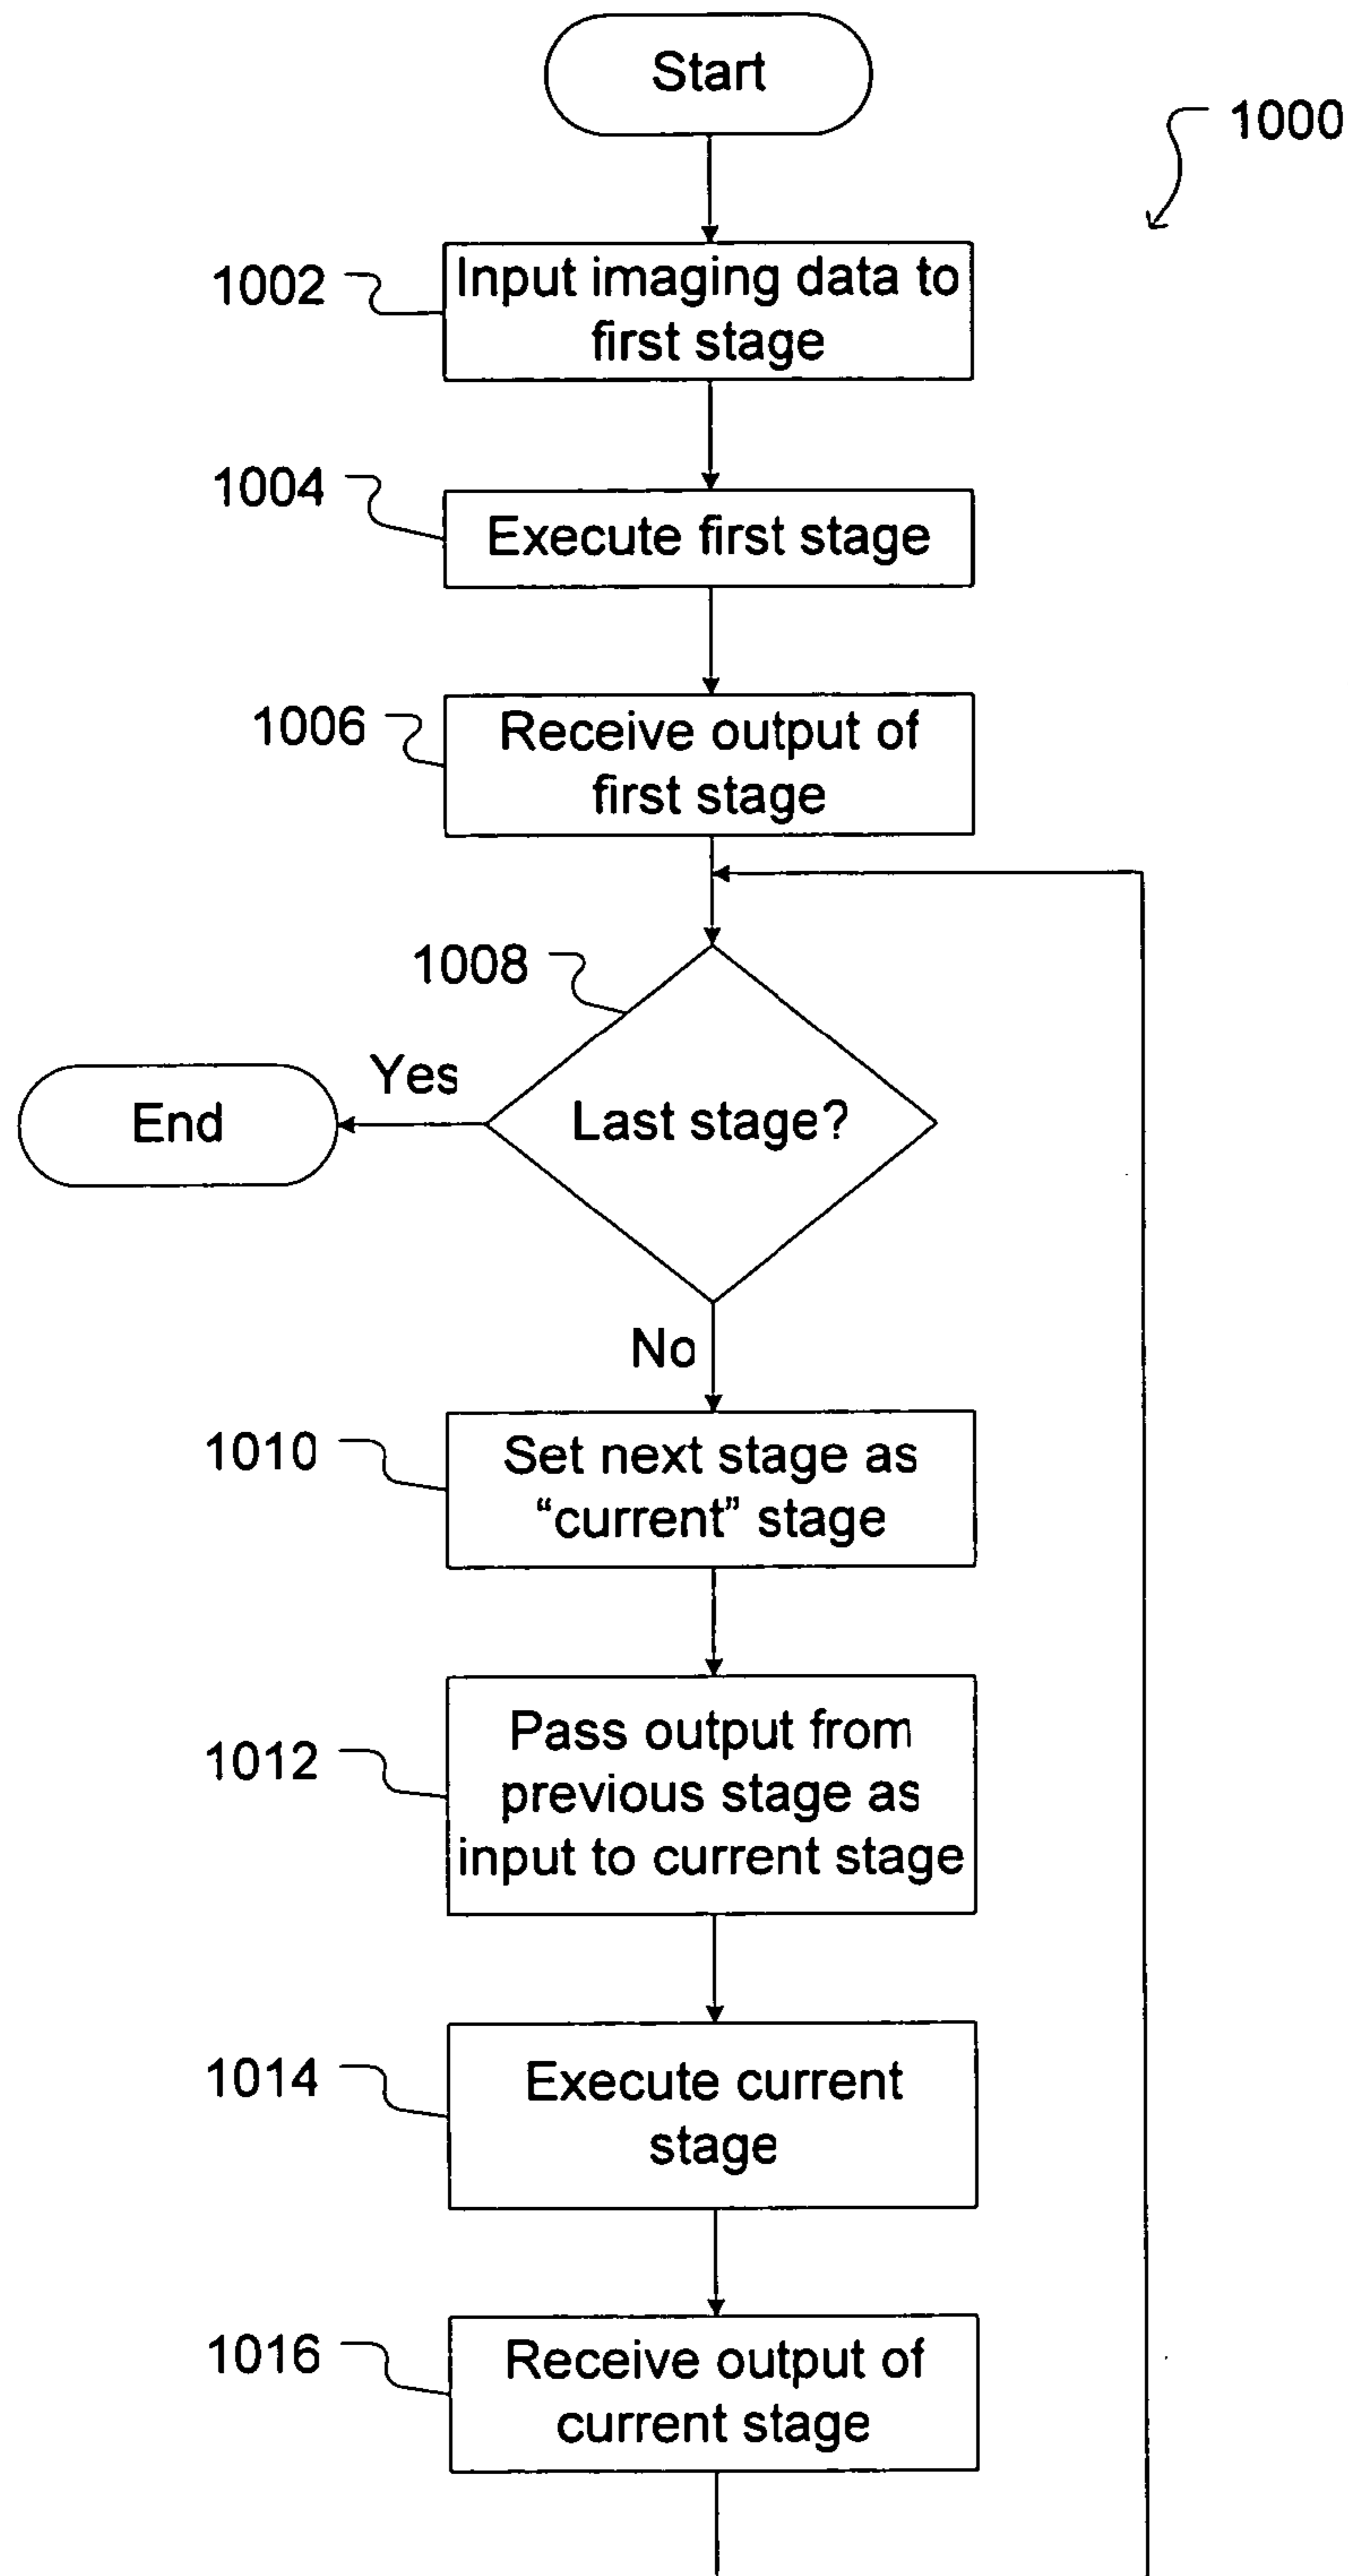 Start
1000
1002
Input imaging data to
first stage
1004
Execute first stage
1006
Receive output of
first stage
1008
Last stage?
Yes
End
No
1010
Set next stage as
“current” stage
1012
Pass output from
previous stage as
input to current stage
1014
Execute current
stage
1016
Receive output of
current stage